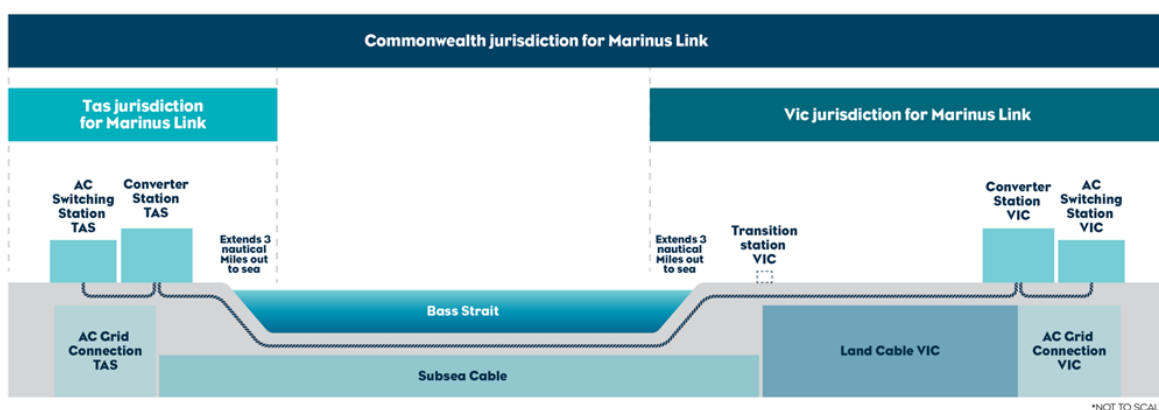 Commonwealth jurisdiction for Marinus Link
Tas jurisdiction
for Marinus Link
Vic jurisdiction for Marinus Link
AC
Switching
Station
TAS
Converter
Station
TAS
Extends 3
nautical
Miles out
to sea
Extends 3
nautical
Miles out
to sea
Transition
station
VIC
Converter
Station
VIC
AC
Switching
Station
VIC
Bass Strait
AC Grid
Connection
TAS
Subsea Cable
Land Cable VIC
AC Grid
Connection
VIC
*NOT TO SCAL